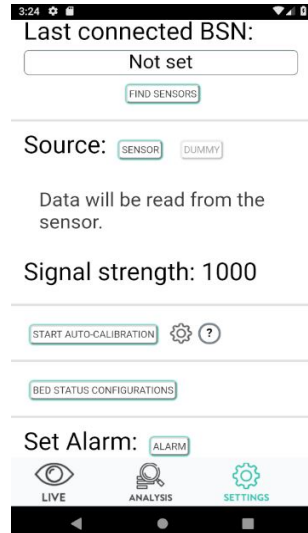 3:24
Last connected BSN:
Not set
FIND SENSORS
Source: SENSOR DUMMY
Data will be read from the
sensor.
Signal strength: 1000
START AUTO-CALIBRATION ?
BED STATUS CONFIGURATIONS
Set Alarm: ALARM
LIVE ANALYSIS SETTINGS